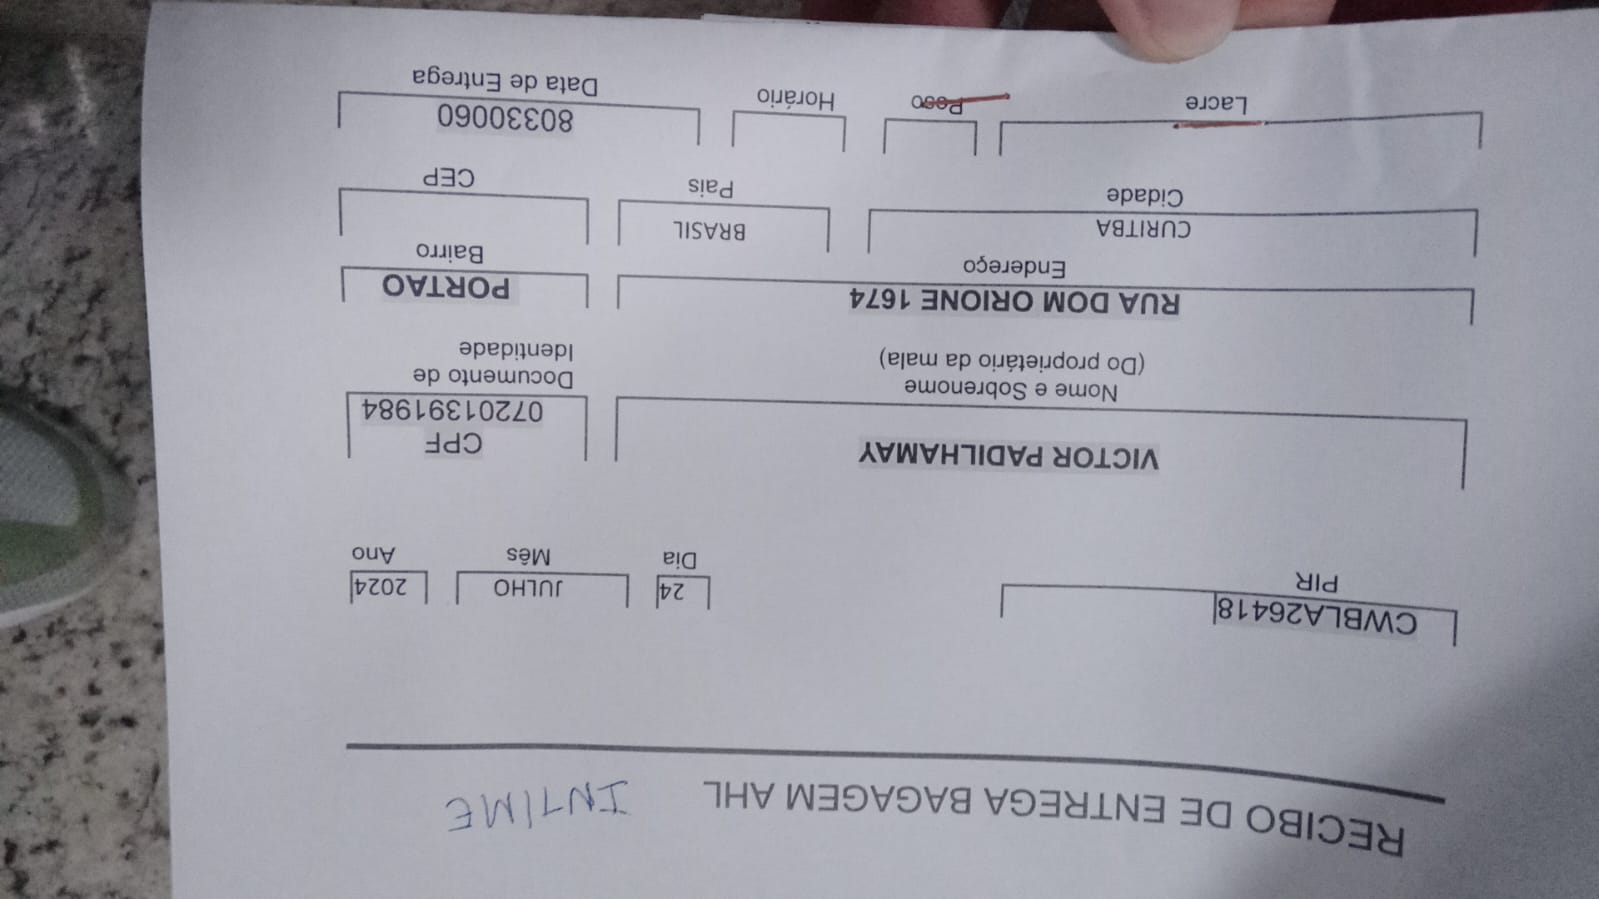 RECIBO DE ENTREGA BAGAGEM AHL INTIME
CWBLA26418
PIR
24 JULHO 2024
Dia Mês Ano
VICTOR PADILHAMAY
Nome e Sobrenome
(Do proprietário da mala)
CPF
07201391984
Documento de
Identidade
RUA DOM ORIONE 1674 PORTAO
Endereço Bairro
CURITBA BRASIL
Cidade Pais CEP
80330060
Lacre Peso Horário Data de Entrega